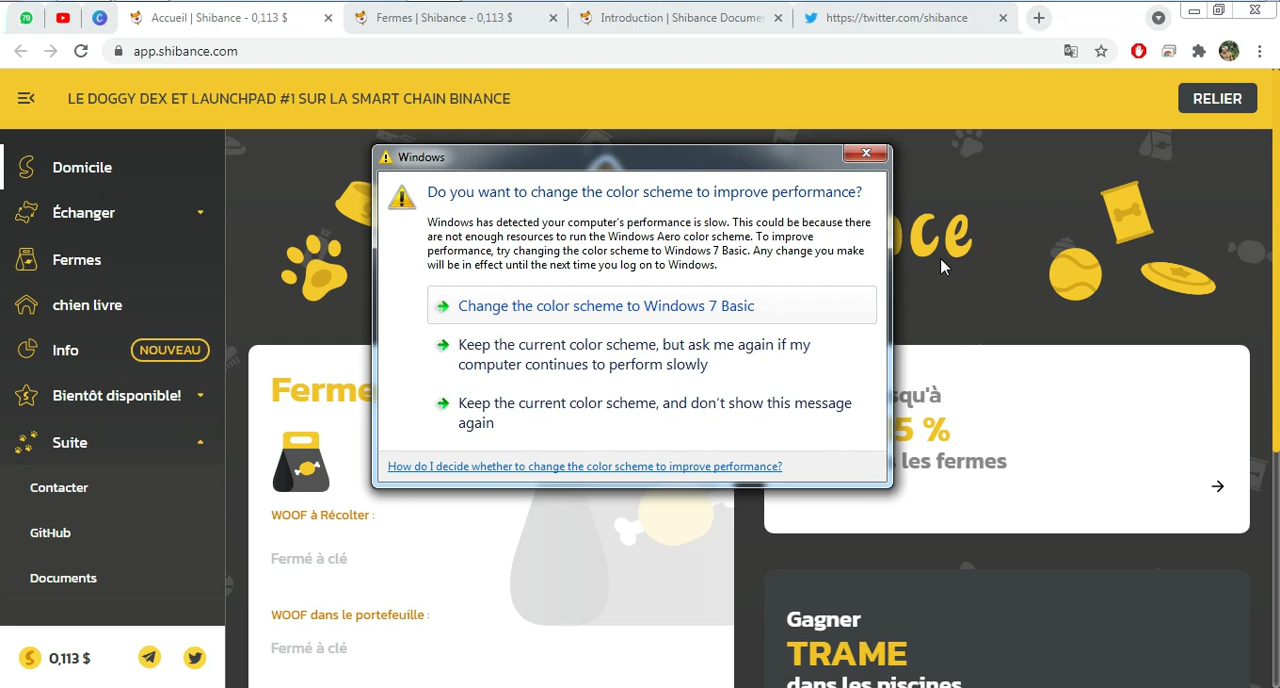 70
Accueil | Shibance - 0,113 $
Fermes | Shibance - 0,113 $
Introduction | Shibance Docume
https://twitter.com/shibance
app.shibance.com
LE DOGGY DEX ET LAUNCHPAD #1 SUR LA SMART CHAIN BINANCE
RELIER
Domicile
Échanger
Fermes
chien livre
Info
NOUVEAU
Bientôt disponible!
Suite
Contacter
GitHub
Documents
0,113 $
Windows
Do you want to change the color scheme to improve performance?
Windows has detected your computer's performance is slow. This could be because there
are not enough resources to run the Windows Aero color scheme. To improve
performance, try changing the color scheme to Windows 7 Basic. Any change you make
will be in effect until the next time you log on to Windows.
Change the color scheme to Windows 7 Basic
Keep the current color scheme, but ask me again if my
computer continues to perform slowly
Keep the current color scheme, and don't show this message
again
How do I decide whether to change the color scheme to improve performance?
nce
Ferme
WOOF à Récolter :
Fermé à clé
WOOF dans le portefeuille :
Fermé à clé
squ'à
5 %
les fermes
Gagner
TRAME
dans les piscines